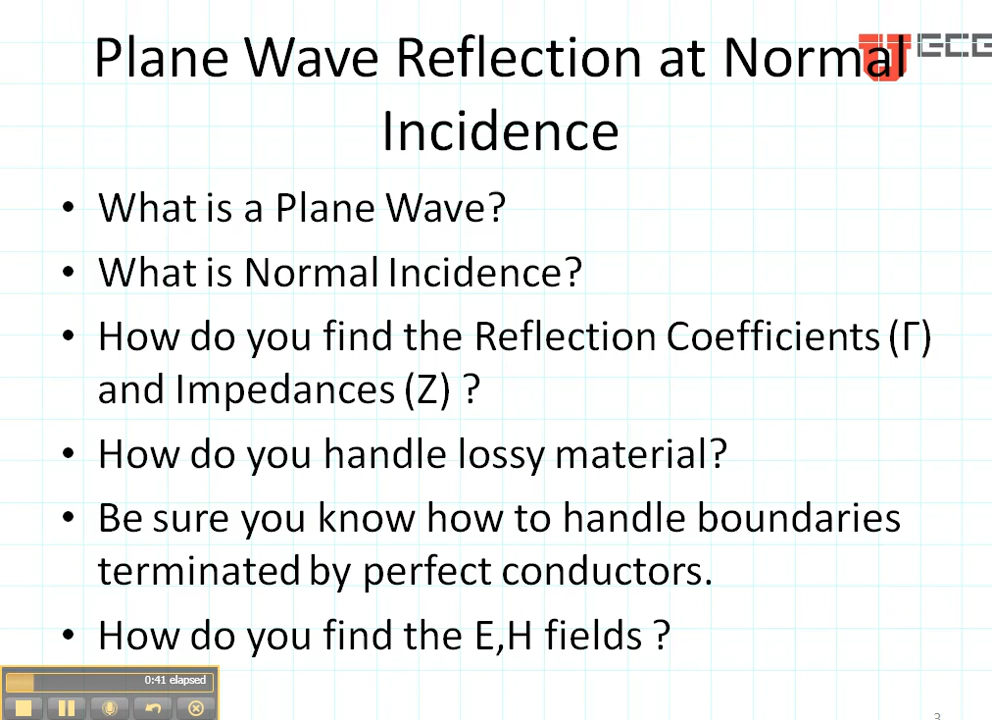 Plane Wave Reflection at Normal
Incidence
ECE
• What is a Plane Wave?
• What is Normal Incidence?
• How do you find the Reflection Coefficients (Γ)
and Impedances (Z) ?
• How do you handle lossy material?
• Be sure you know how to handle boundaries
terminated by perfect conductors.
• How do you find the E,H fields ?
0:41 elapsed
3